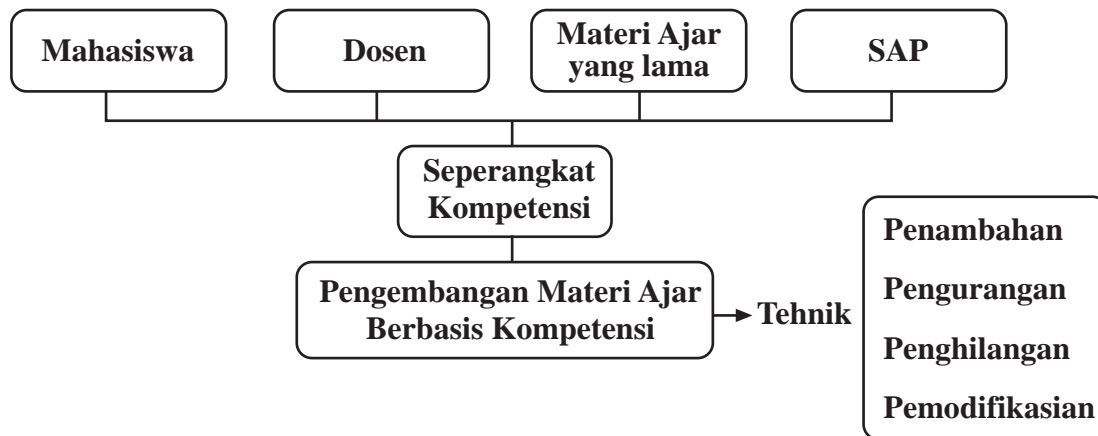 Mahasiswa
Dosen
Materi Ajar
yang lama
SAP
Seperangkat
Kompetensi
Pengembangan Materi Ajar
Berbasis Kompetensi
Tehnik
Penambahan
Pengurangan
Penghilangan
Pemodifikasian